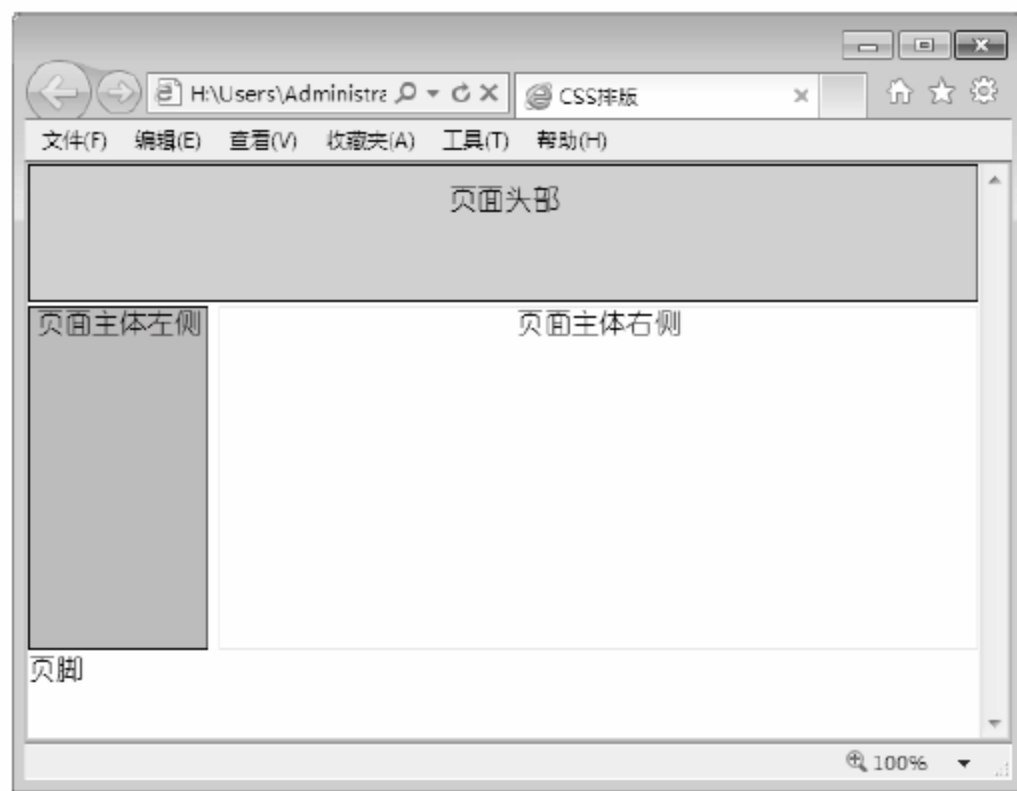 H:\Users\Administra
CSS排版
文件(F) 编辑(E) 查看(V) 收藏夹(A) 工具(T) 帮助(H)
页面头部
页面主体左侧
页面主体右侧
页脚
100%